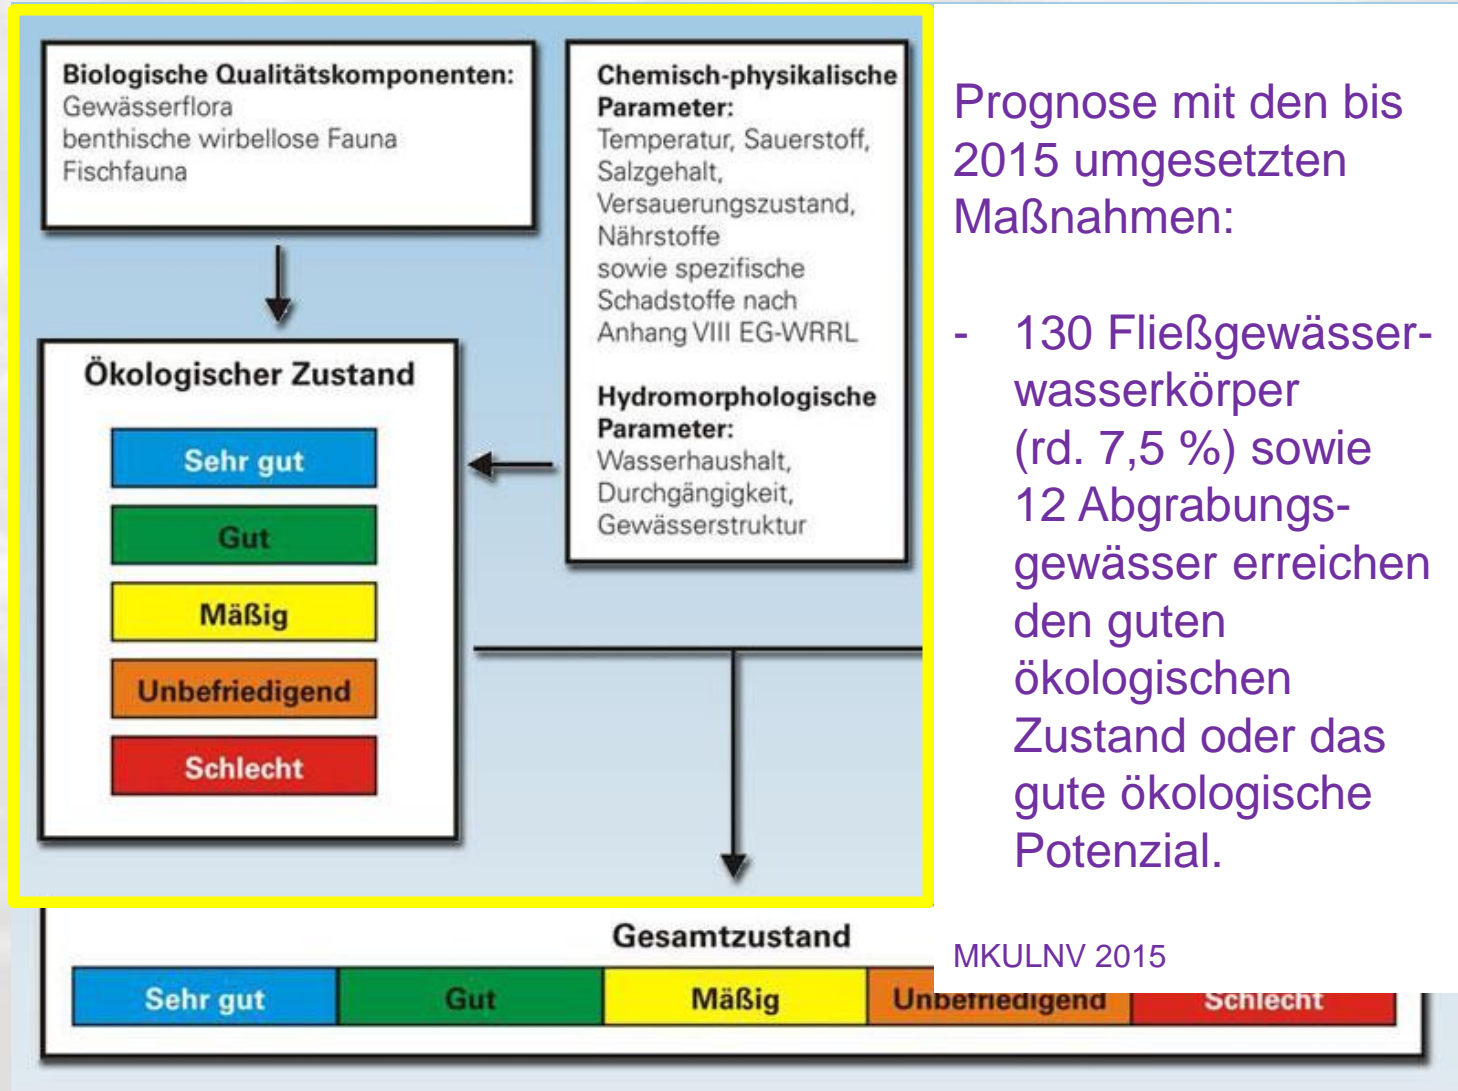 Biologische Qualitätskomponenten:
Gewässerflora
benthische wirbellose Fauna
Fischfauna
Chemisch-physikalische
Parameter:
Temperatur, Sauerstoff,
Salzgehalt,
Versauerungszustand,
Nährstoffe
sowie spezifische
Schadstoffe nach
Anhang VIII EG-WRRL
Hydromorphologische
Parameter:
Wasserhaushalt,
Durchgängigkeit,
Gewässerstruktur
Ökologischer Zustand
Sehr gut
Gut
Mäßig
Unbefriedigend
Schlecht
Prognose mit den bis
2015 umgesetzten
Maßnahmen:
- 130 Fließgewässer-
wasserkörper
(rd. 7,5 %) sowie
12 Abgrabungs-
gewässer erreichen
den guten
ökologischen
Zustand oder das
gute ökologische
Potenzial.
MKULNV 2015
Gesamtzustand
Sehr gut
Gut
Mäßig
Unbefriedigend
Schlecht